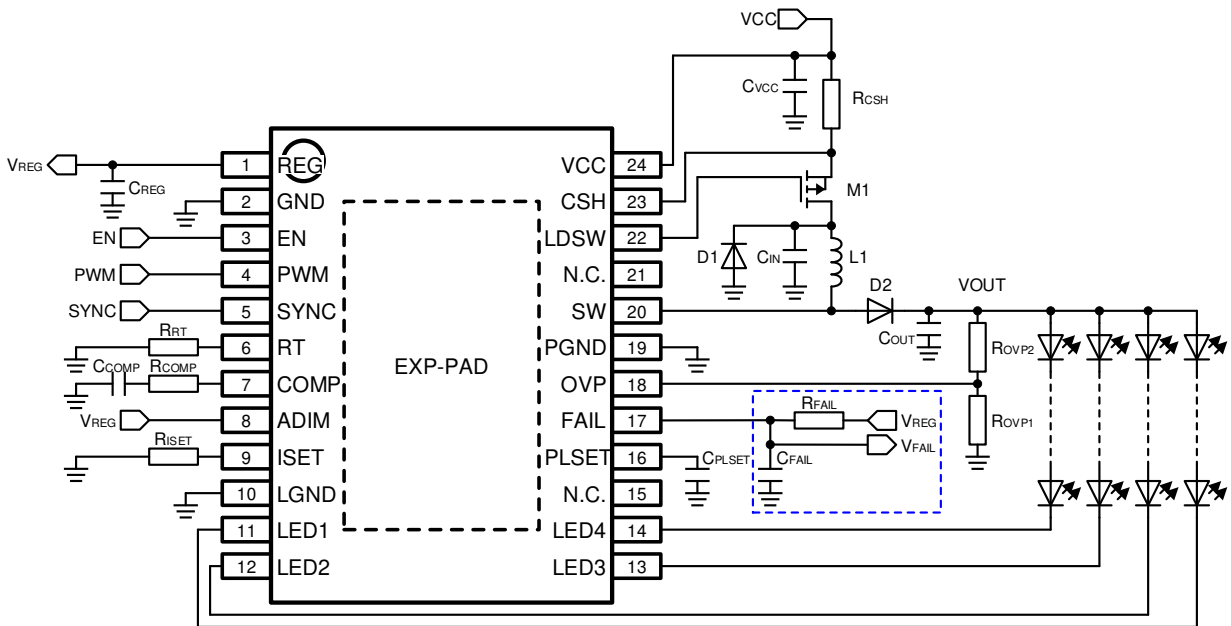 VCC
CVCC
RCSH
VREG
CREG
1
REG
VCC
24
2
GND
CSH
23
M1
EN
3
EN
LDSW
22
D1
CIN
L1
PWM
4
PWM
N.C.
21
SYNC
5
SYNC
SW
20
D2
VOUT
RRT
6
RT
PGND
19
COUT
ROVP2
CCOMP
RCOMP
7
COMP
EXP-PAD
OVP
18
VREG
8
ADIM
FAIL
17
RFAIL
VREG
ROVP1
VFAIL
RISET
9
ISET
PLSET
16
CPLSET
CFAIL
10
LGND
N.C.
15
11
LED1
LED4
14
12
LED2
LED3
13